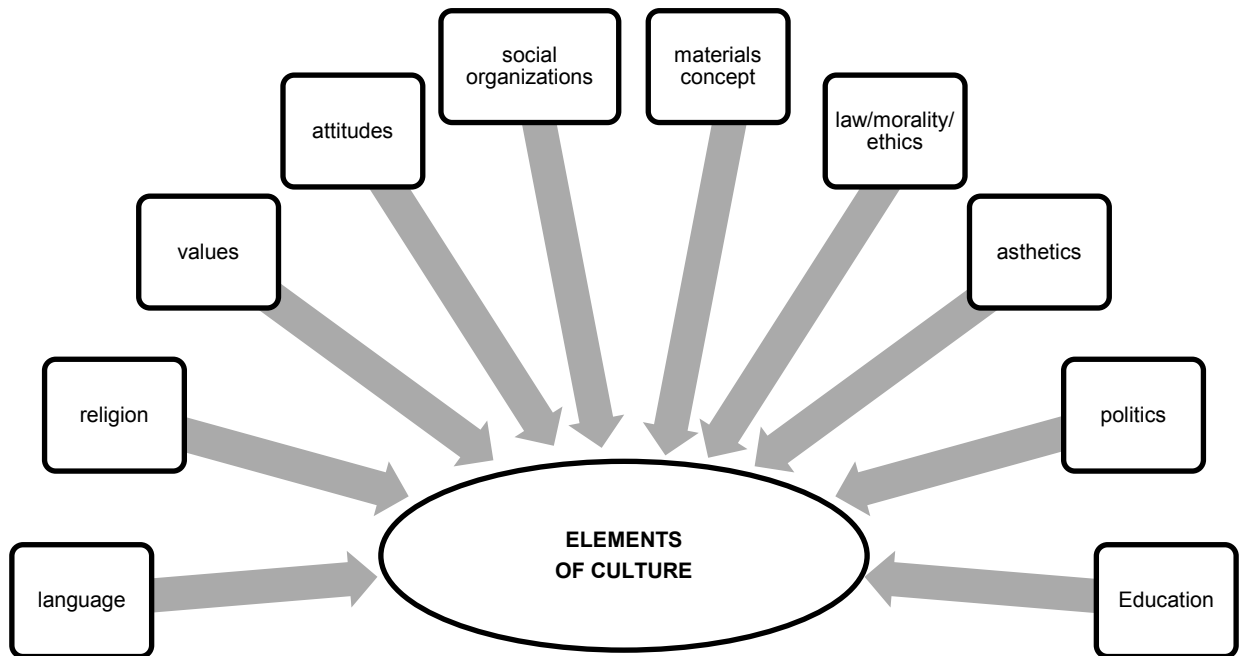 social
organizations
materials
concept
attitudes
law/morality/
ethics
values
asthetics
religion
politics
ELEMENTS
OF CULTURE
language
Education